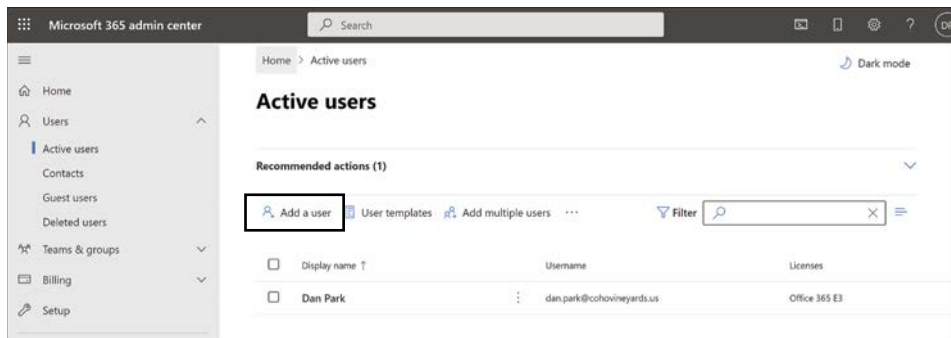 Microsoft 365 admin center
Search
?
DP
Home > Active users
Dark mode
Home
Active users
Users
Active users
Recommended actions (1)
Contacts
Guest users
Add a user
User templates
Add multiple users
...
Filter
Deleted users
Teams & groups
Display name ↑
Username
Licenses
Billing
Dan Park
dan.park@cohovineyards.us
Office 365 E3
Setup